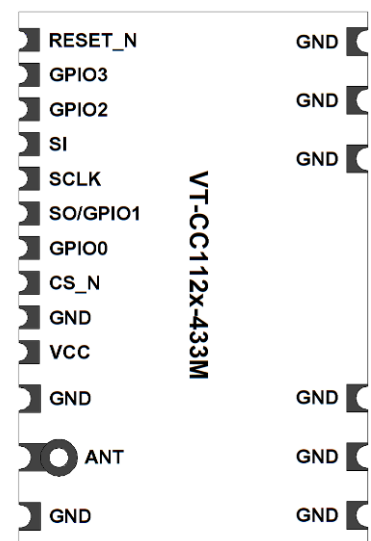 RESET_N
GPIO3
GPIO2
SI
SCLK
SO/GPIO1
GPIO0
CS_N
GND
VCC
GND
ANT
GND
VT-CC112x-433M
GND
GND
GND
GND
GND
GND